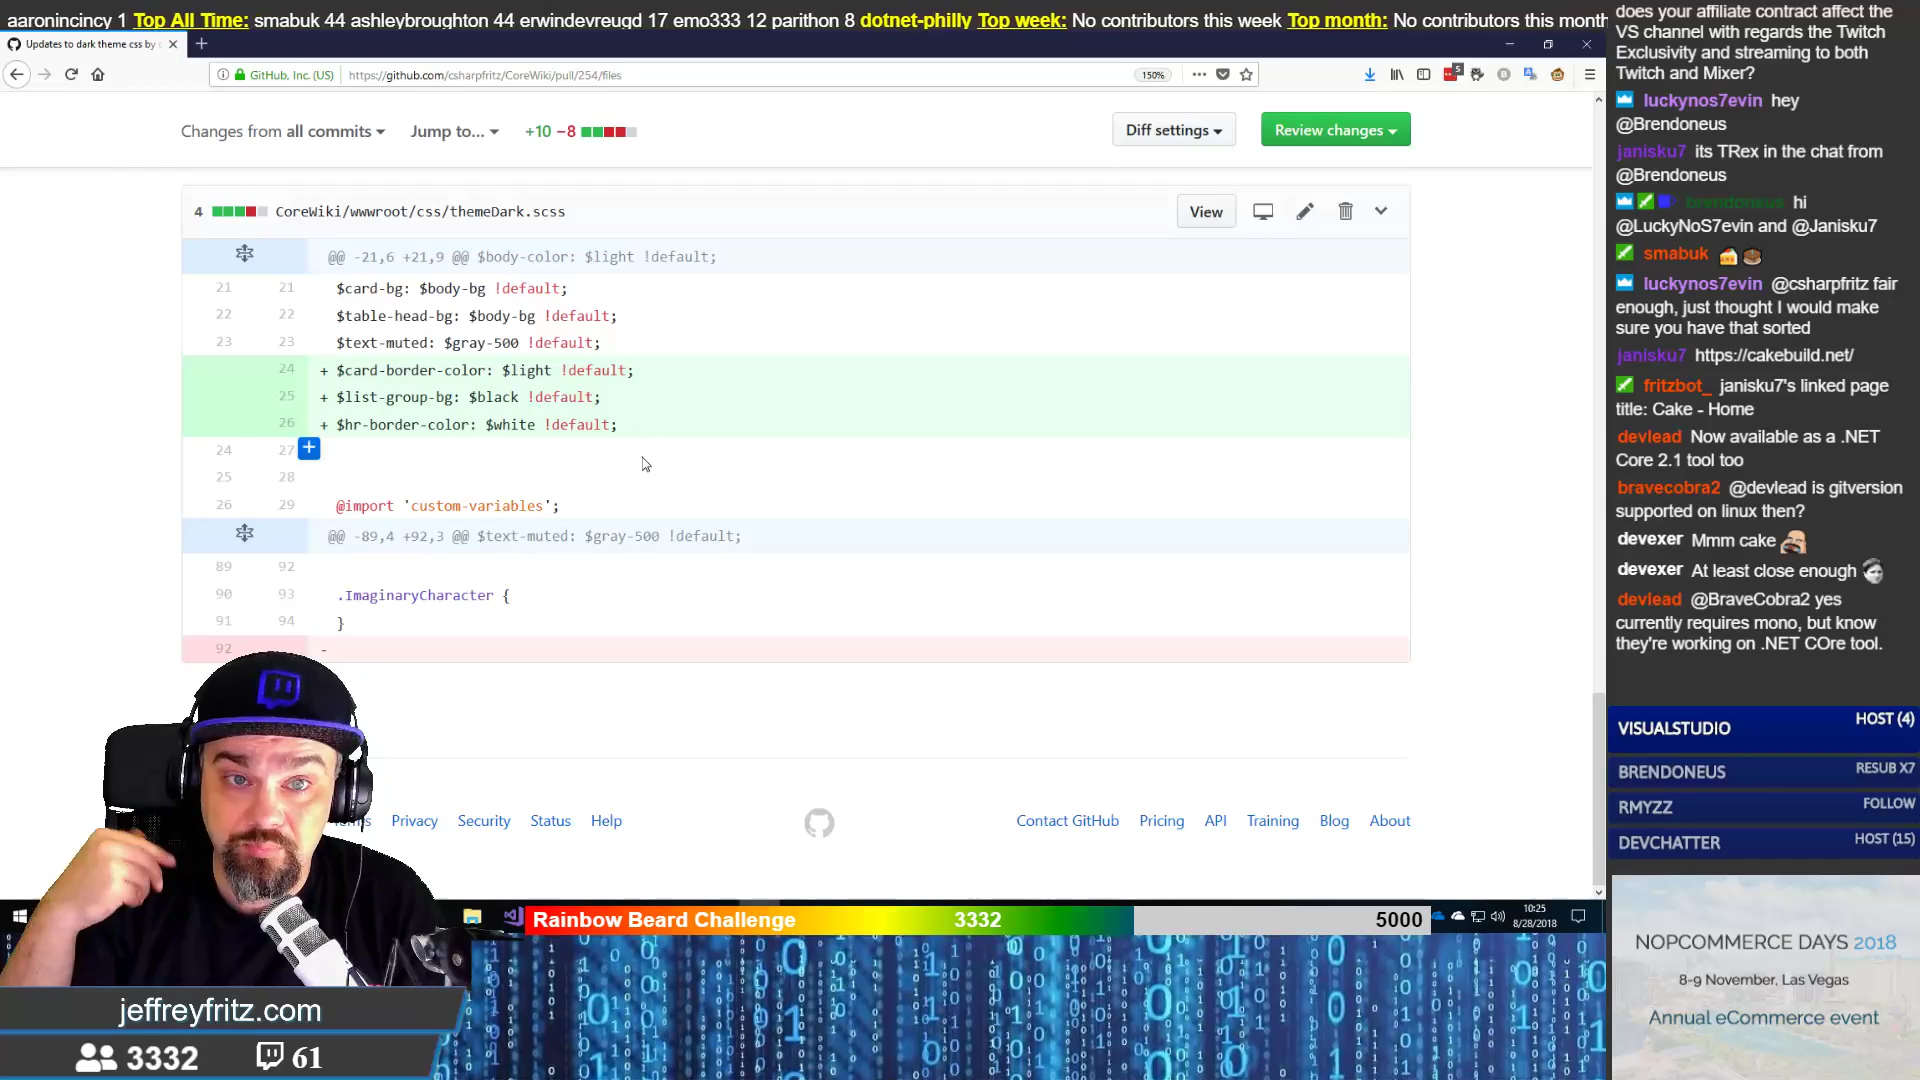 aaronincincy 1 Top All Time: smabuk 44 ashleybroughton 44 erwindevreugd 17 emo333 12 parithon 8 dotnet-philly Top week: No contributors this week Top month: No contributors this month
Updates to dark theme css by
GitHub, Inc. (US)
https://github.com/csharpfritz/CoreWiki/pull/254/files
150%
5
Changes from all commits
Jump to...
+10 −8
Diff settings
Review changes
4 CoreWiki/wwwroot/css/themeDark.scss
View
@@ -21,6 +21,9 @@ $body-color: $light !default;
21 21 $card-bg: $body-bg !default;
22 22 $table-head-bg: $body-bg !default;
23 23 $text-muted: $gray-500 !default;
24 + $card-border-color: $light !default;
25 + $list-group-bg: $black !default;
26 + $hr-border-color: $white !default;
24 27
25 28
26 29 @import 'custom-variables';
@@ -89,4 +92,3 @@ $text-muted: $gray-500 !default;
89 92
90 93 .ImaginaryCharacter {
91 94 }
92 -
Privacy Security Status Help
Contact GitHub Pricing API Training Blog About
Rainbow Beard Challenge 3332 5000
10:25
8/28/2018
jeffreyfritz.com
3332 61
does your affiliate contract affect the
VS channel with regards the Twitch
Exclusivity and streaming to both
Twitch and Mixer?
luckynos7evin hey
@Brendoneus
janisku7 its TRex in the chat from
@Brendoneus
brendoneus hi
@LuckyNoS7evin and @Janisku7
smabuk
luckynos7evin @csharpfritz fair
enough, just thought I would make
sure you have that sorted
janisku7 https://cakebuild.net/
fritzbot_ janisku7's linked page
title: Cake - Home
devlead Now available as a .NET
Core 2.1 tool too
bravecobra2 @devlead is gitversion
supported on linux then?
devexer Mmm cake
devexer At least close enough
devlead @BraveCobra2 yes
currently requires mono, but know
they're working on .NET COre tool.
VISUALSTUDIO HOST (4)
BRENDONEUS RESUB X7
RMYZZ FOLLOW
DEVCHATTER HOST (15)
NOPCOMMERCE DAYS 2018
8-9 November, Las Vegas
Annual eCommerce event